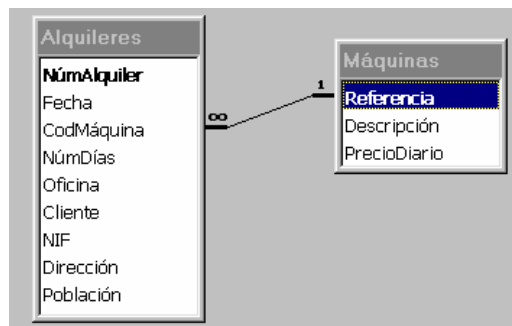 Alquileres
NúmAlquiler
Fecha
CodMáquina
NúmDías
Oficina
Cliente
NIF
Dirección
Población
∞
1
Máquinas
Referencia
Descripción
PrecioDiario